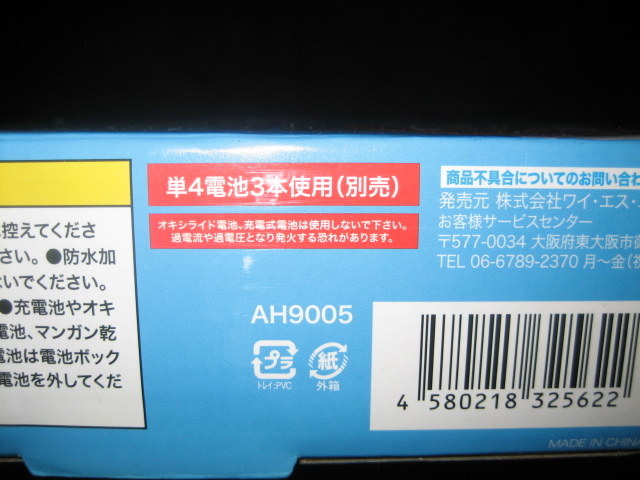 控えてくださ
さい。●防水加
いでください。
●充電池やオキ
電池、マンガン乾
電池は電池ボック
電池を外してくだ
単4電池3本使用(別売)
オキシライド電池、充電式電池は使用しないで下さい。
過電流や過電圧となり発火する恐れがあります。
AH9005
プラ
トレイ:PVC
紙
外箱
商品不具合についてのお問い合わ
発売元 株式会社ワイ・エス・
お客様サービスセンター
〒577-0034 大阪府東大阪市御
TEL 06-6789-2370 月〜金(祝
4 580218 325622
MADE IN CHINA